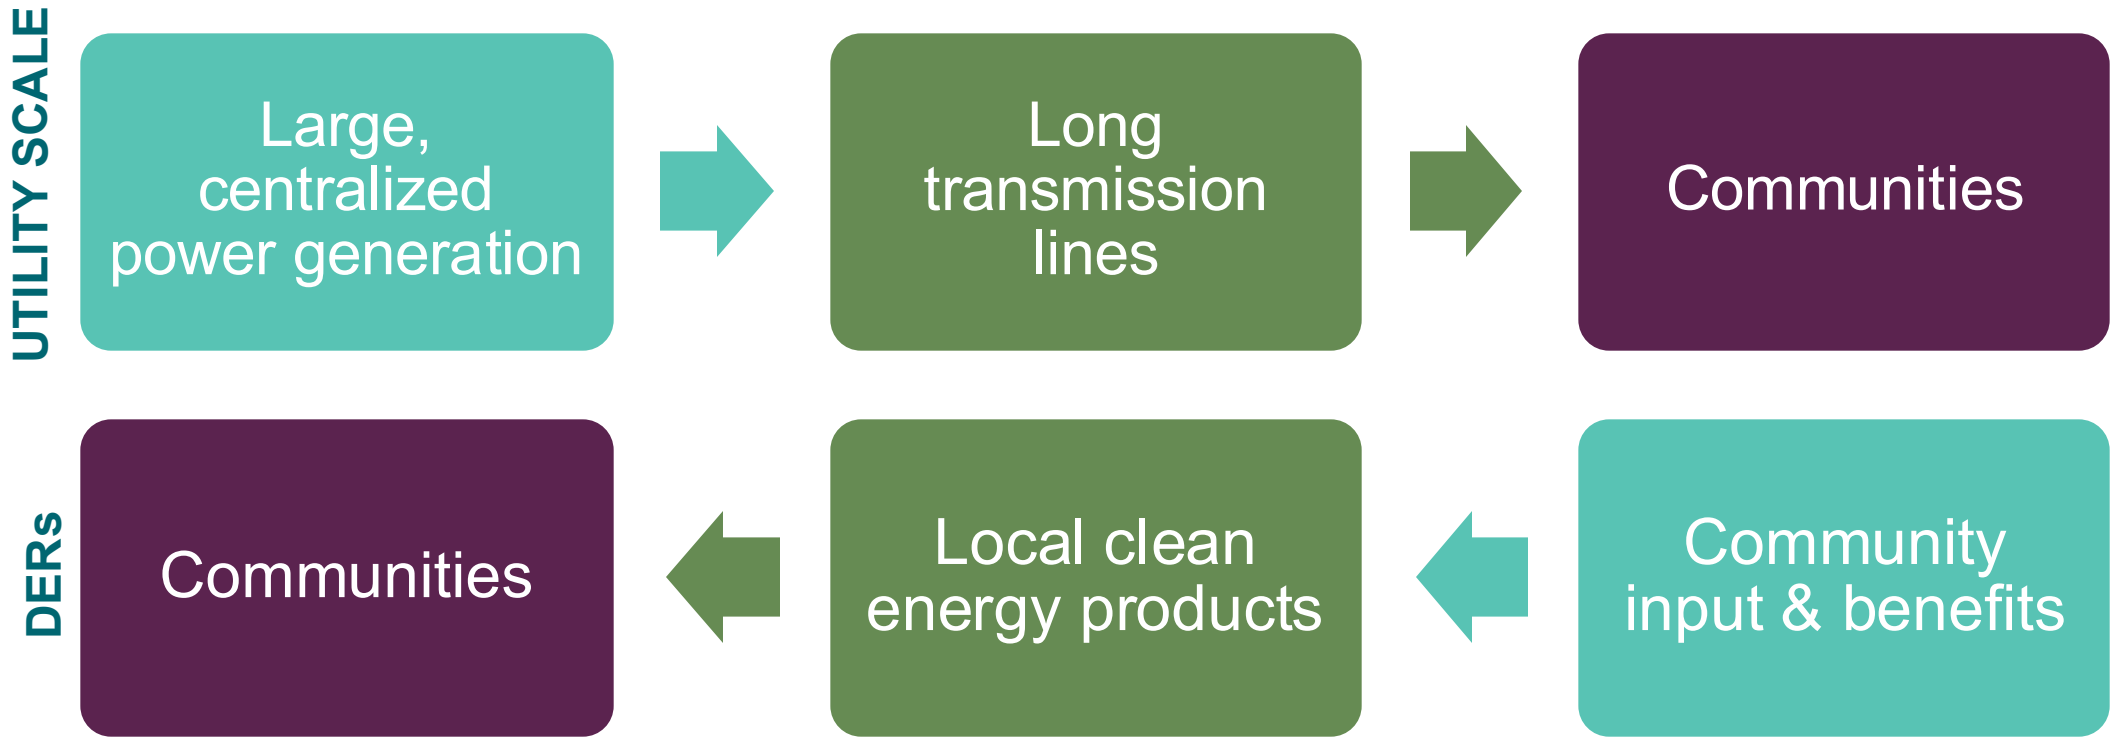 UTILITY SCALE
Large,
centralized
power generation
Long
transmission
lines
Communities
DERs
Communities
Local clean
energy products
Community
input & benefits